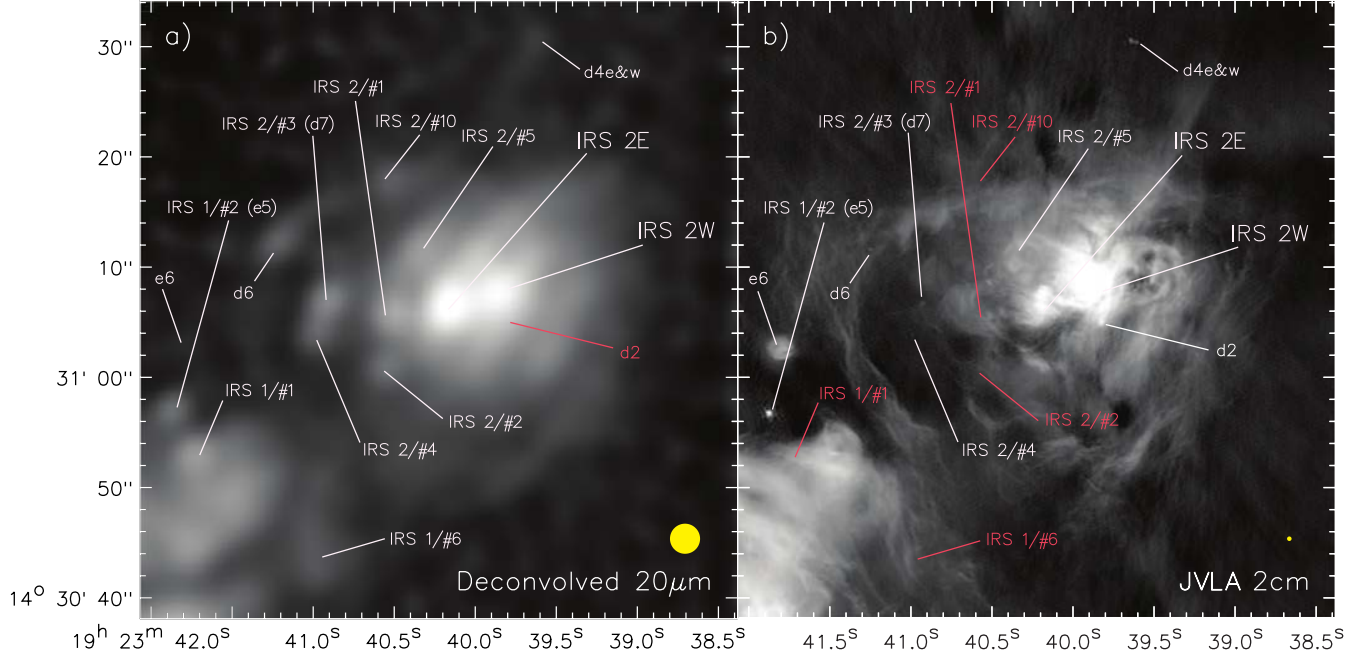 a)
30"
d4e&w
IRS 2/#1
IRS 2/#10
IRS 2/#3 (d7)
IRS 2/#5
IRS 2E
20"
IRS 1/#2 (e5)
IRS 2W
10"
e6
d6
d2
31' 00"
IRS 1/#1
IRS 2/#2
IRS 2/#4
50"
IRS 1/#6
Deconvolved 20μm
14° 30' 40"
19ʰ 23ᵐ 42.0ˢ 41.0ˢ 40.5ˢ 40.0ˢ 39.5ˢ 39.0ˢ 38.5ˢ
b)
d4e&w
IRS 2/#1
IRS 2/#10
IRS 2/#3 (d7)
IRS 2/#5
IRS 2E
IRS 1/#2 (e5)
IRS 2W
e6
d6
d2
IRS 1/#1
IRS 2/#2
IRS 2/#4
IRS 1/#6
JVLA 2cm
41.5ˢ 41.0ˢ 40.5ˢ 40.0ˢ 39.5ˢ 39.0ˢ 38.5ˢ